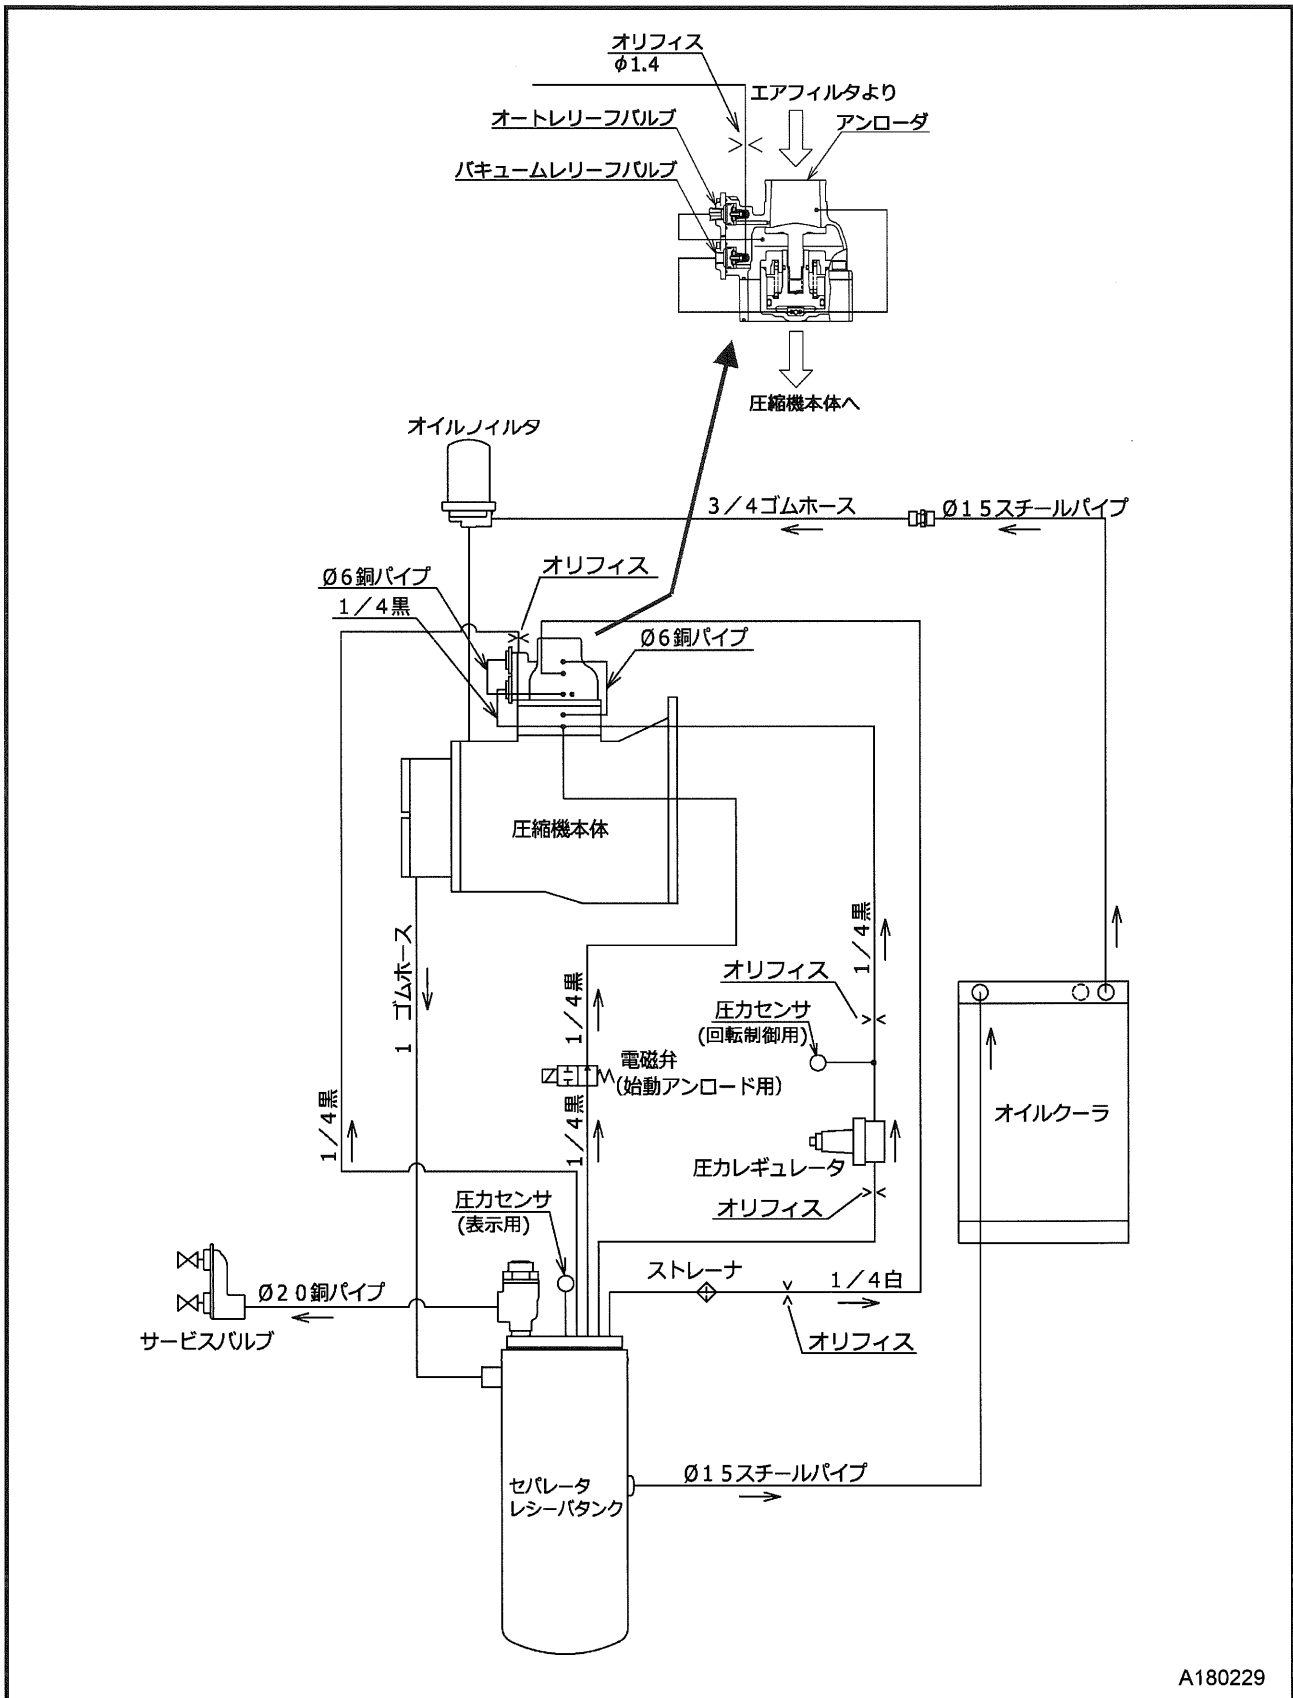 オリフィス
φ1.4
エアフィルタより
オートレリーフバルブ
アンローダ
バキュームレリーフバルブ
圧縮機本体へ
オイルフィルタ
3/4ゴムホース
Ø15スチールパイプ
オリフィス
Ø6銅パイプ
1/4黒
Ø6銅パイプ
圧縮機本体
1 ゴムホース
1/4黒
1/4黒
オリフィス
圧力センサ
(回転制御用)
電磁弁
(始動アンロード用)
1/4黒
1/4黒
オイルクーラ
圧力レギュレータ
オリフィス
圧力センサ
(表示用)
ストレーナ
1/4白
Ø20銅パイプ
サービスバルブ
オリフィス
Ø15スチールパイプ
セパレータ
レシーバタンク
A180229